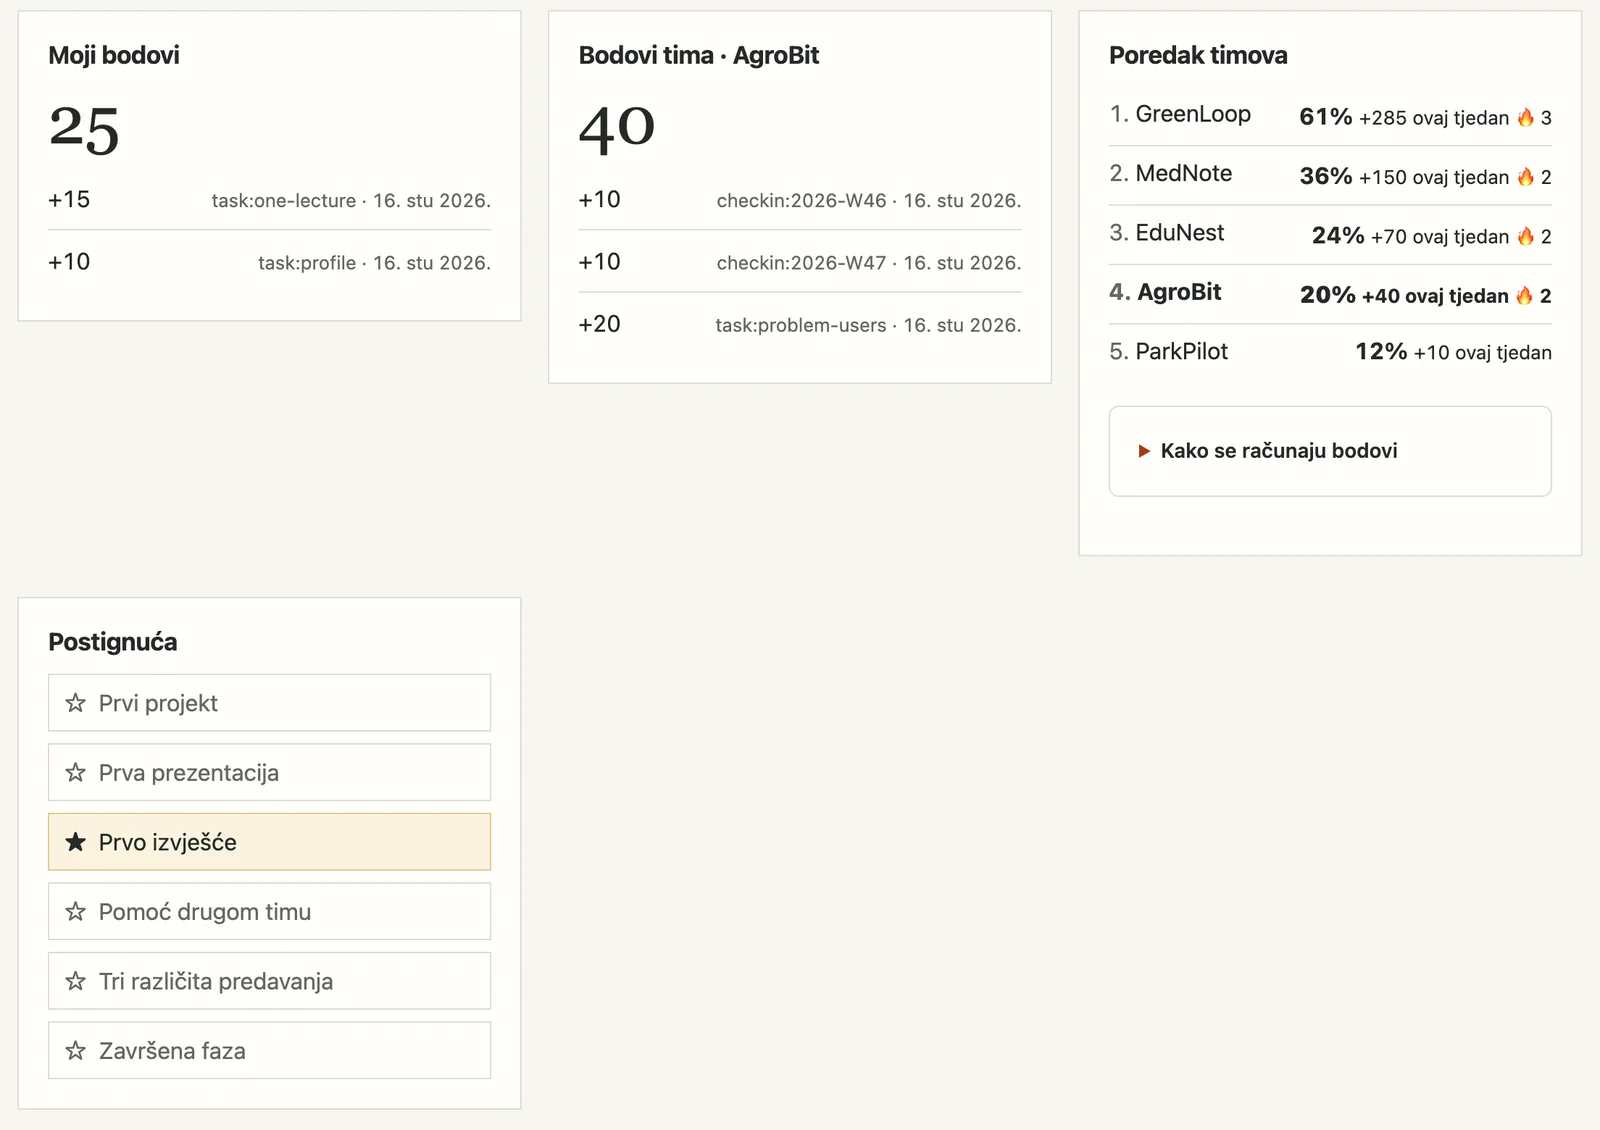 Moji bodovi
25
+15 task:one-lecture · 16. stu 2026.
+10 task:profile · 16. stu 2026.
Bodovi tima · AgroBit
40
+10 checkin:2026-W46 · 16. stu 2026.
+10 checkin:2026-W47 · 16. stu 2026.
+20 task:problem-users · 16. stu 2026.
Poredak timova
1. GreenLoop 61% +285 ovaj tjedan 🔥 3
2. MedNote 36% +150 ovaj tjedan 🔥 2
3. EduNest 24% +70 ovaj tjedan 🔥 2
4. AgroBit 20% +40 ovaj tjedan 🔥 2
5. ParkPilot 12% +10 ovaj tjedan
▶ Kako se računaju bodovi
Postignuća
☆ Prvi projekt
☆ Prva prezentacija
★ Prvo izvješće
☆ Pomoć drugom timu
☆ Tri različita predavanja
☆ Završena faza